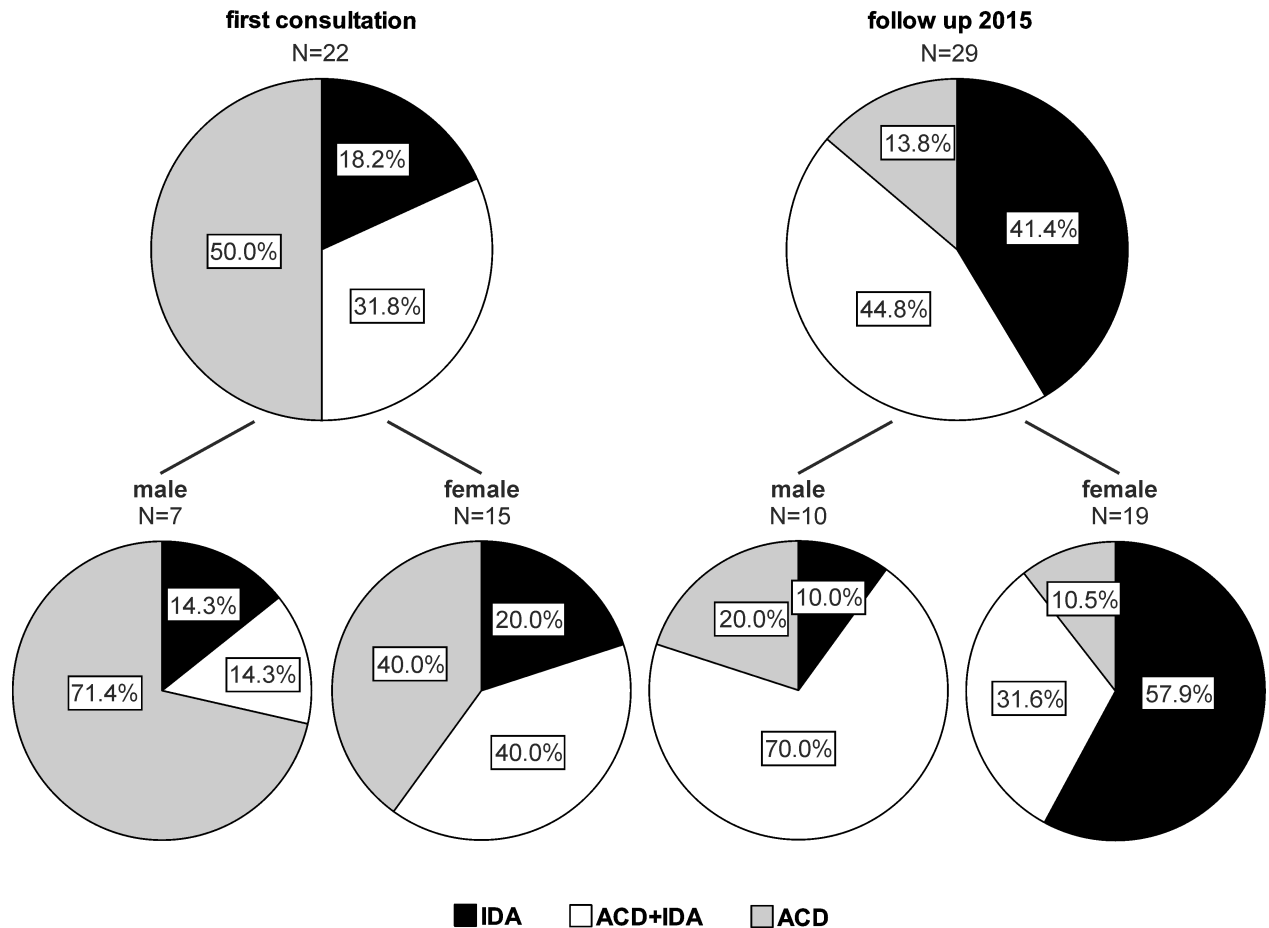 first consultation
N=22
18.2%
50.0%
31.8%
follow up 2015
N=29
13.8%
41.4%
44.8%
male
N=7
14.3%
14.3%
71.4%
female
N=15
20.0%
40.0%
40.0%
male
N=10
10.0%
20.0%
70.0%
female
N=19
10.5%
31.6%
57.9%
IDA ACD+IDA ACD